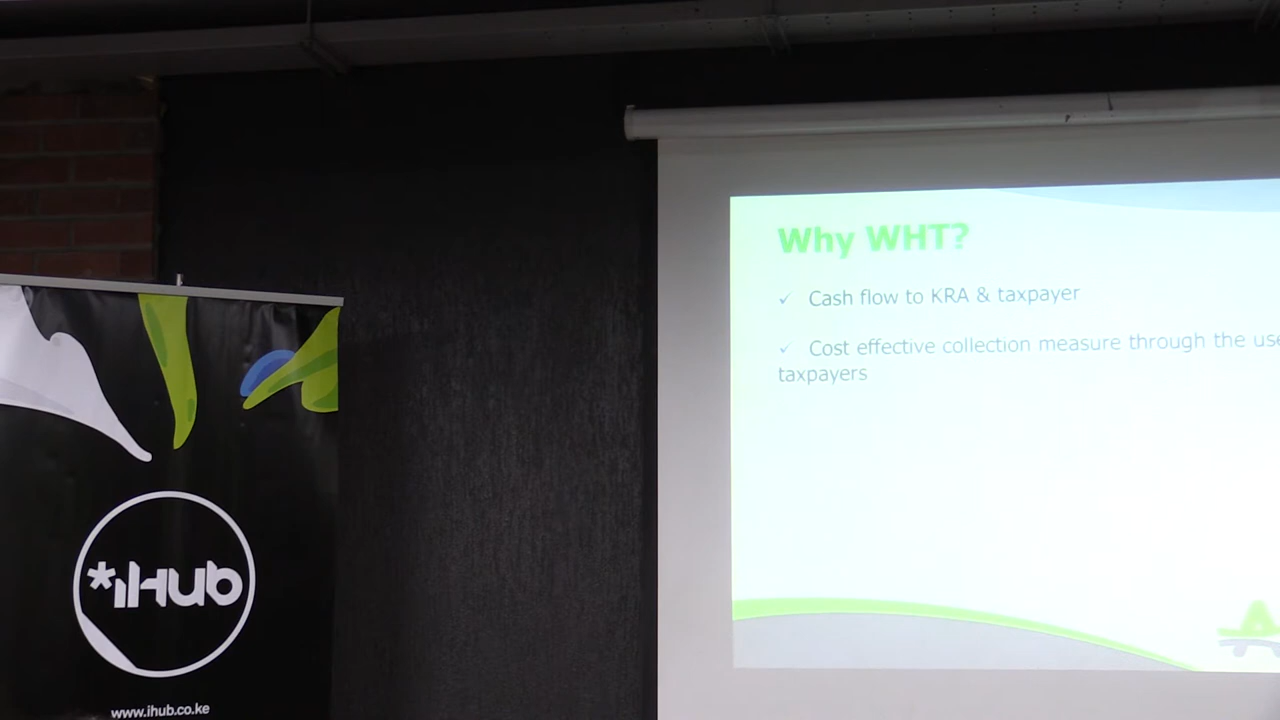 Why WHT?
✓ Cash flow to KRA & taxpayer
✓ Cost effective collection measure through the use
taxpayers
*iHub
www.ihub.co.ke